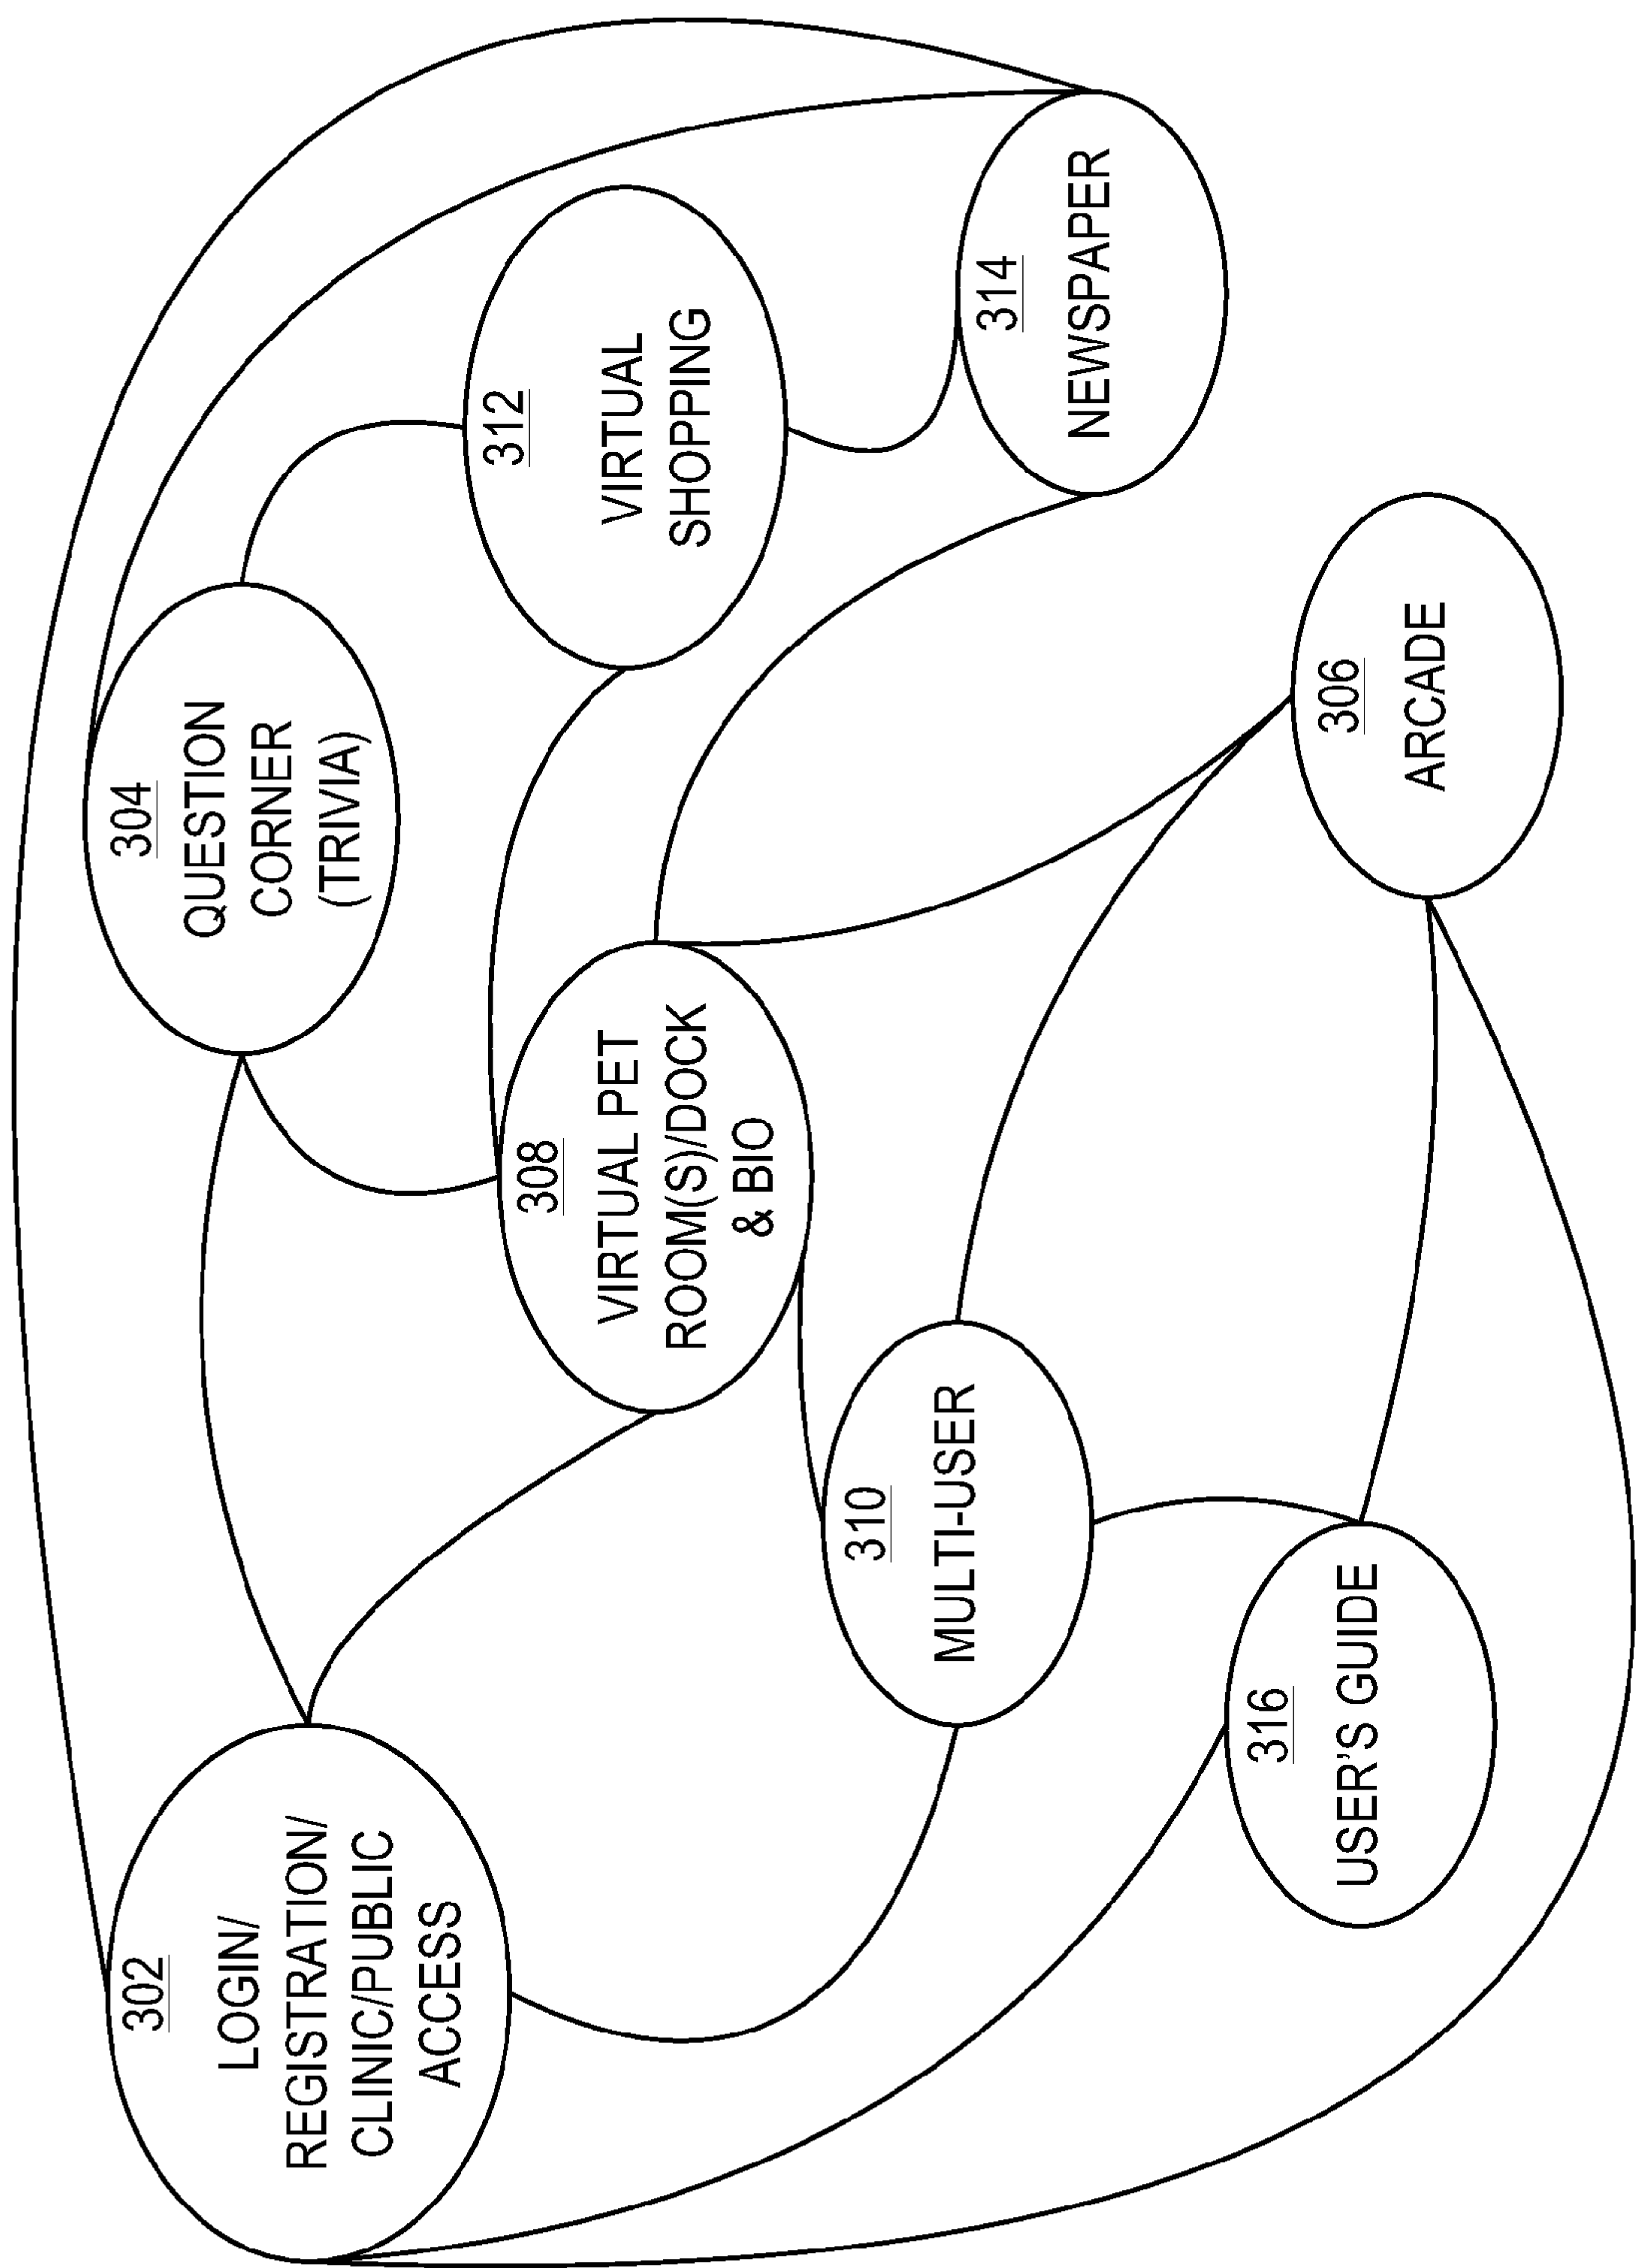 302
LOGIN/
REGISTRATION/
CLINIC/PUBLIC
ACCESS
304
QUESTION
CORNER
(TRIVIA)
308
VIRTUAL PET
ROOM(S)/DOCK
& BIO
312
VIRTUAL
SHOPPING
310
MULTI-USER
314
NEWSPAPER
316
USER'S GUIDE
306
ARCADE